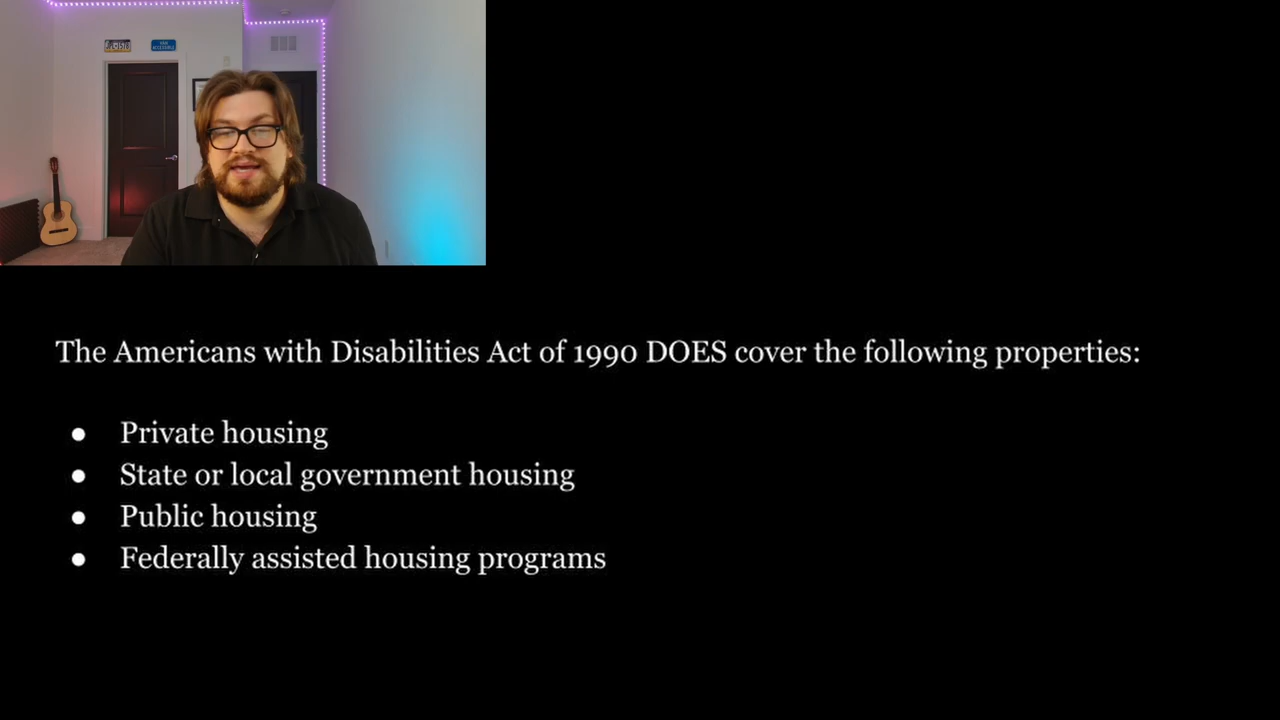 The Americans with Disabilities Act of 1990 DOES cover the following properties:
● Private housing
● State or local government housing
● Public housing
● Federally assisted housing programs